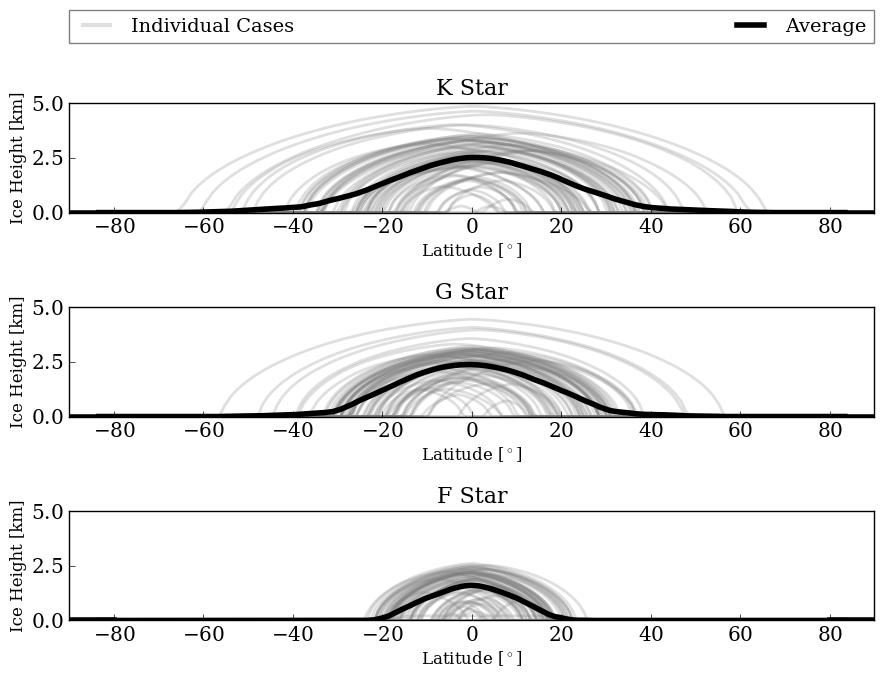 Individual Cases Average
K Star
Ice Height [km]
5.0
2.5
0.0
−80 −60 −40 −20 0 20 40 60 80
Latitude [°]
G Star
Ice Height [km]
5.0
2.5
0.0
−80 −60 −40 −20 0 20 40 60 80
Latitude [°]
F Star
Ice Height [km]
5.0
2.5
0.0
−80 −60 −40 −20 0 20 40 60 80
Latitude [°]